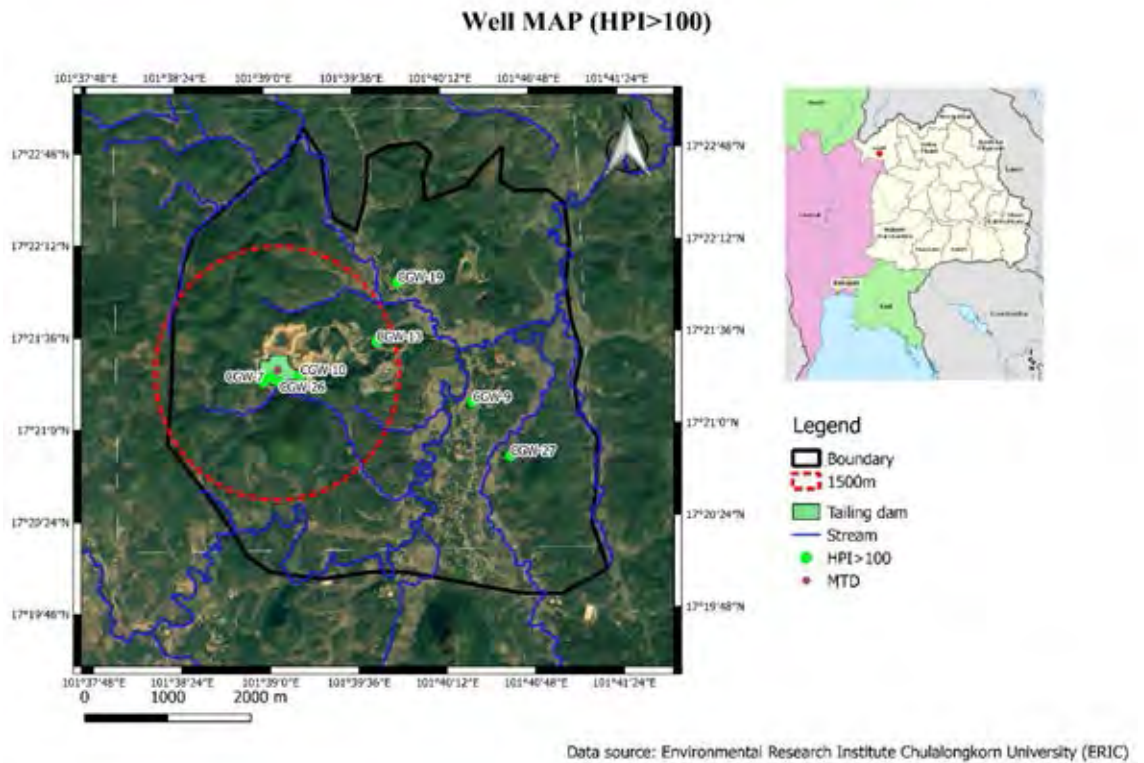 Well MAP (HPI>100)
101°37'48"E 101°38'24"E 101°39'0"E 101°39'36"E 101°40'12"E 101°40'48"E 101°41'24"E
N
17°22'48"N 17°22'48"N
17°22'12"N 17°22'12"N
CGW-19
17°21'36"N 17°21'36"N
CGW-13
CGW-7 CGW-10
CGW-26
CGW-9
17°21'9"N 17°21'0"N
CGW-27
17°20'24"N 17°20'24"N
17°19'48"N 17°19'48"N
101°37'48"E 101°38'24"E 101°39'0"E 101°39'36"E 101°40'12"E 101°40'48"E 101°41'24"E
0 1000 2000 m
Legend
Boundary
1500m
Tailing dam
Stream
HPI>100
MTD
Data source: Environmental Research Institute Chulalongkorn University (ERIC)